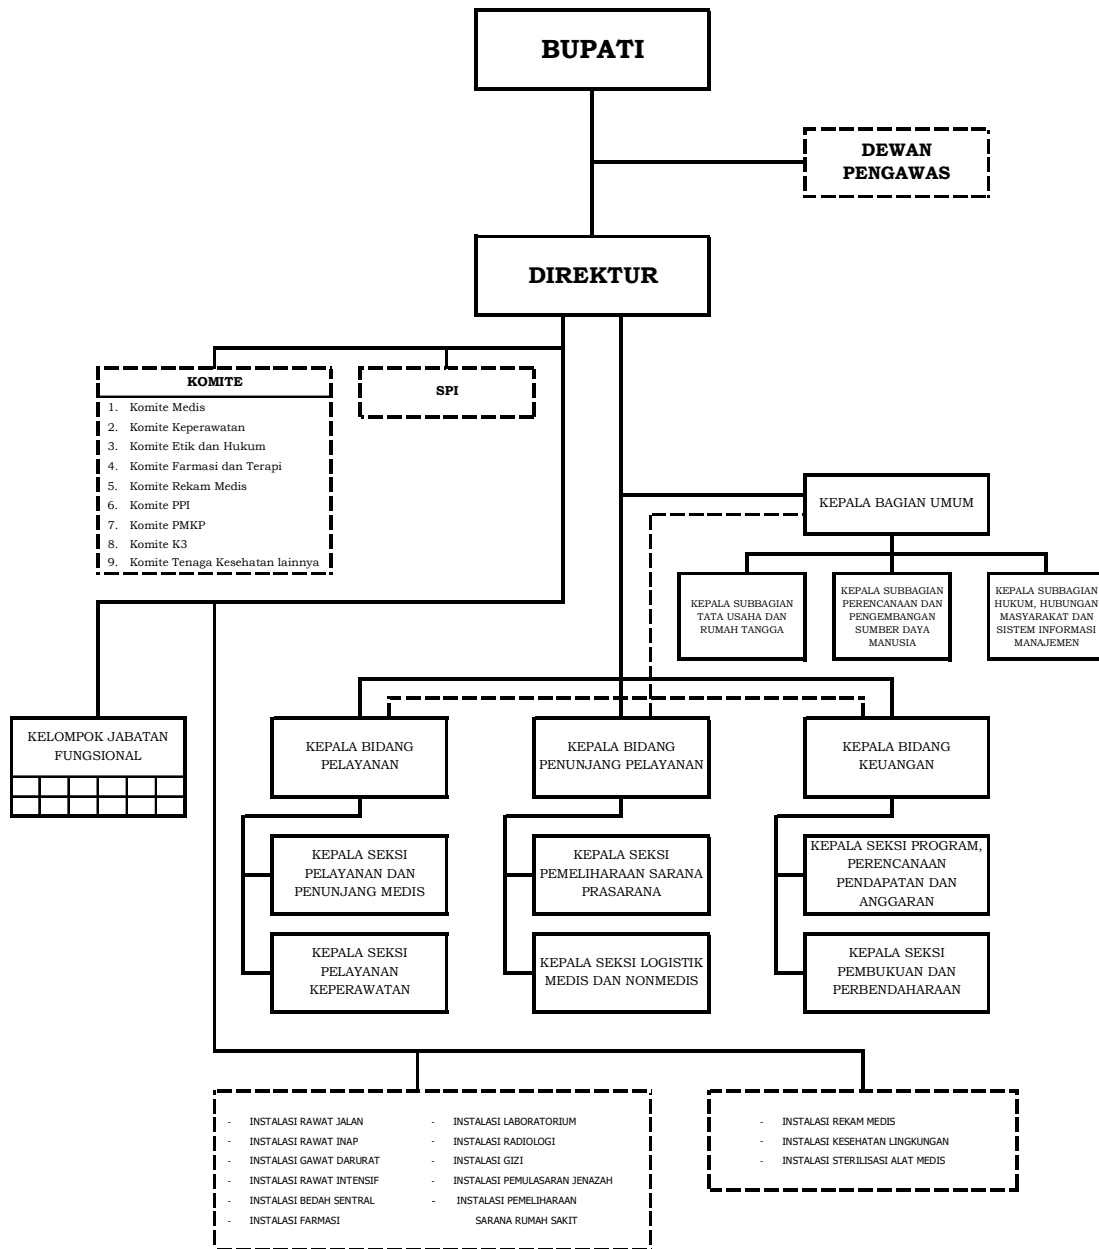 BUPATI
DEWAN
PENGAWAS
DIREKTUR
KOMITE
1. Komite Medis
2. Komite Keperawatan
3. Komite Etik dan Hukum
4. Komite Farmasi dan Terapi
5. Komite Rekam Medis
6. Komite PPI
7. Komite PMKP
8. Komite K3
9. Komite Tenaga Kesehatan lainnya
SPI
KEPALA BAGIAN UMUM
KEPALA SUBBAGIAN
TATA USAHA DAN
RUMAH TANGGA
KEPALA SUBBAGIAN
PERENCANAAN DAN
PENGEMBANGAN
SUMBER DAYA
MANUSIA
KEPALA SUBBAGIAN
HUKUM, HUBUNGAN
MASYARAKAT DAN
SISTEM INFORMASI
MANAJEMEN
KELOMPOK JABATAN
FUNGSIONAL
KEPALA BIDANG
PELAYANAN
KEPALA BIDANG
PENUNJANG PELAYANAN
KEPALA BIDANG
KEUANGAN
KEPALA SEKSI
PELAYANAN DAN
PENUNJANG MEDIS
KEPALA SEKSI
PEMELIHARAAN SARANA
PRASARANA
KEPALA SEKSI PROGRAM,
PERENCANAAN
PENDAPATAN DAN
ANGGARAN
KEPALA SEKSI
PELAYANAN
KEPERAWATAN
KEPALA SEKSI LOGISTIK
MEDIS DAN NONMEDIS
KEPALA SEKSI
PEMBUKUAN DAN
PERBENDAHARAAN
- INSTALASI RAWAT JALAN
- INSTALASI RAWAT INAP
- INSTALASI GAWAT DARURAT
- INSTALASI RAWAT INTENSIF
- INSTALASI BEDAH SENTRAL
- INSTALASI FARMASI
- INSTALASI LABORATORIUM
- INSTALASI RADIOLOGI
- INSTALASI GIZI
- INSTALASI PEMULASARAN JENAZAH
- INSTALASI PEMELIHARAAN
SARANA RUMAH SAKIT
- INSTALASI REKAM MEDIS
- INSTALASI KESEHATAN LINGKUNGAN
- INSTALASI STERILISASI ALAT MEDIS